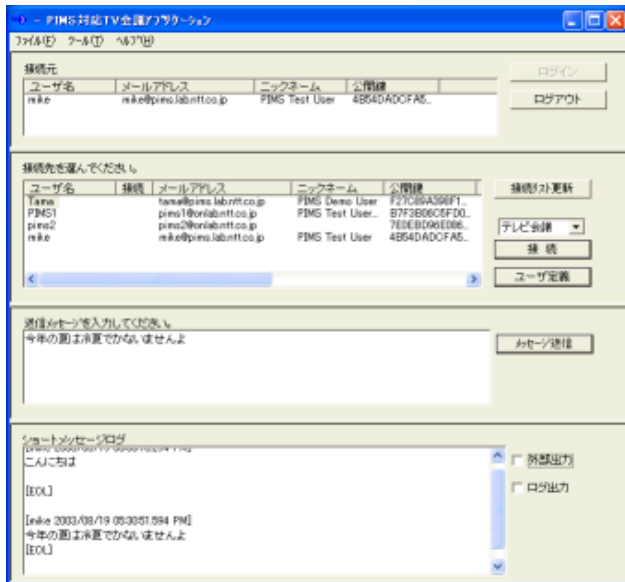 - PIMS対応TV会議アプリケーション
ファイル(F) ツール(T) ヘルプ(H)
接続元
ユーザ名 メールアドレス ニックネーム 公開鍵
mike mike@pims.lab.ntt.co.jp PIMS Test User 4B54DADCFA5...
ログイン
ログアウト
接続先を選んでください。
ユーザ名 接続 メールアドレス ニックネーム 公開鍵
Tama tama@pims.lab.ntt.co.jp PIMS Demo User F27C89A398F1...
PIMS1 pims1@onlab.ntt.co.jp PIMS Test User... B7F3B06C5FD0...
pims2 pims2@onlab.ntt.co.jp 7E0EBD96E086...
mike mike@pims.lab.ntt.co.jp PIMS Test User 4B54DADCFA5...
接続リスト更新
テレビ会議
接続
ユーザ定義
送信メッセージを入力してください。
今年の夏は冷夏でかないませんよ
メッセージ送信
ショートメッセージログ
こんにちは
[EOL]
[mike 2003/08/19 05:30:51.594 PM]
今年の夏は冷夏でかないませんよ
[EOL]
外部出力
ログ出力